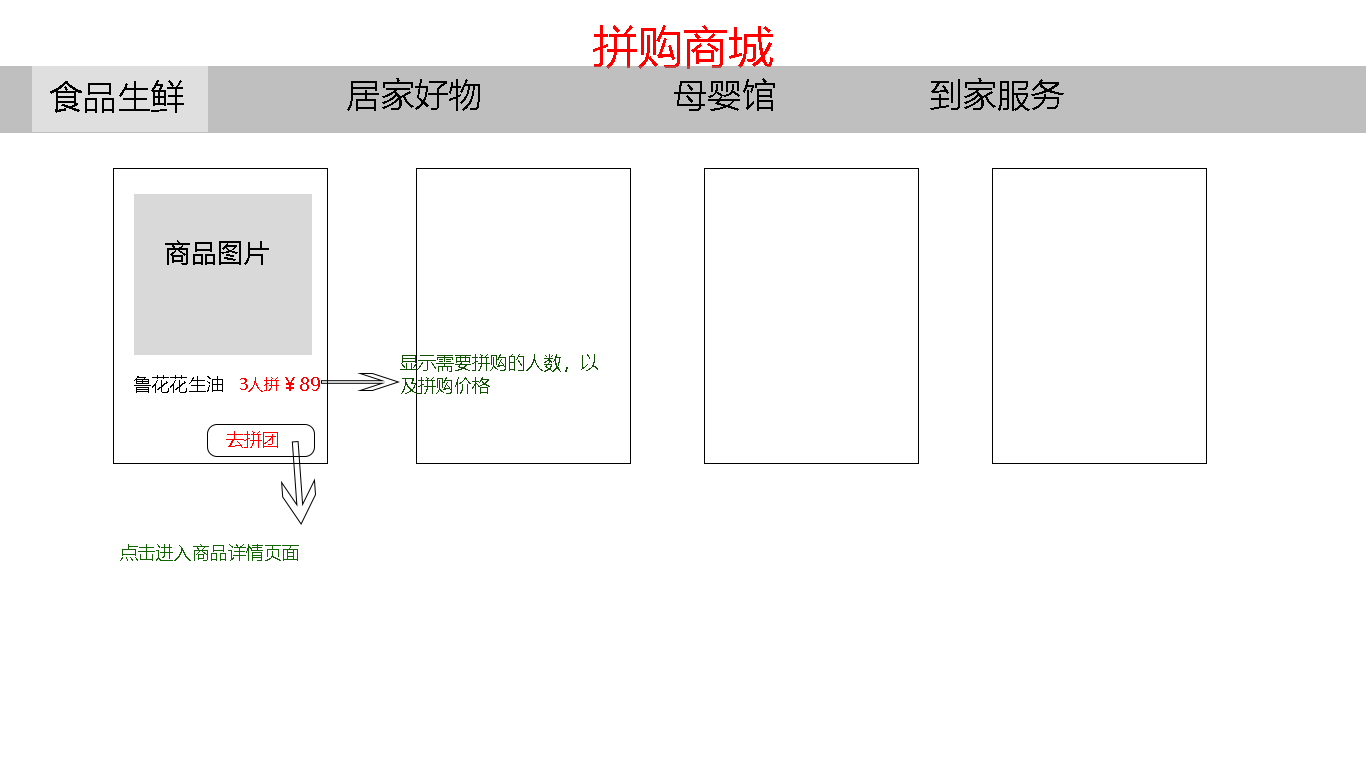 拼购商城
食品生鲜
居家好物
母婴馆
到家服务
商品图片
鲁花花生油 3人拼￥89
显示需要拼购的人数，以
及拼购价格
去拼团
点击进入商品详情页面